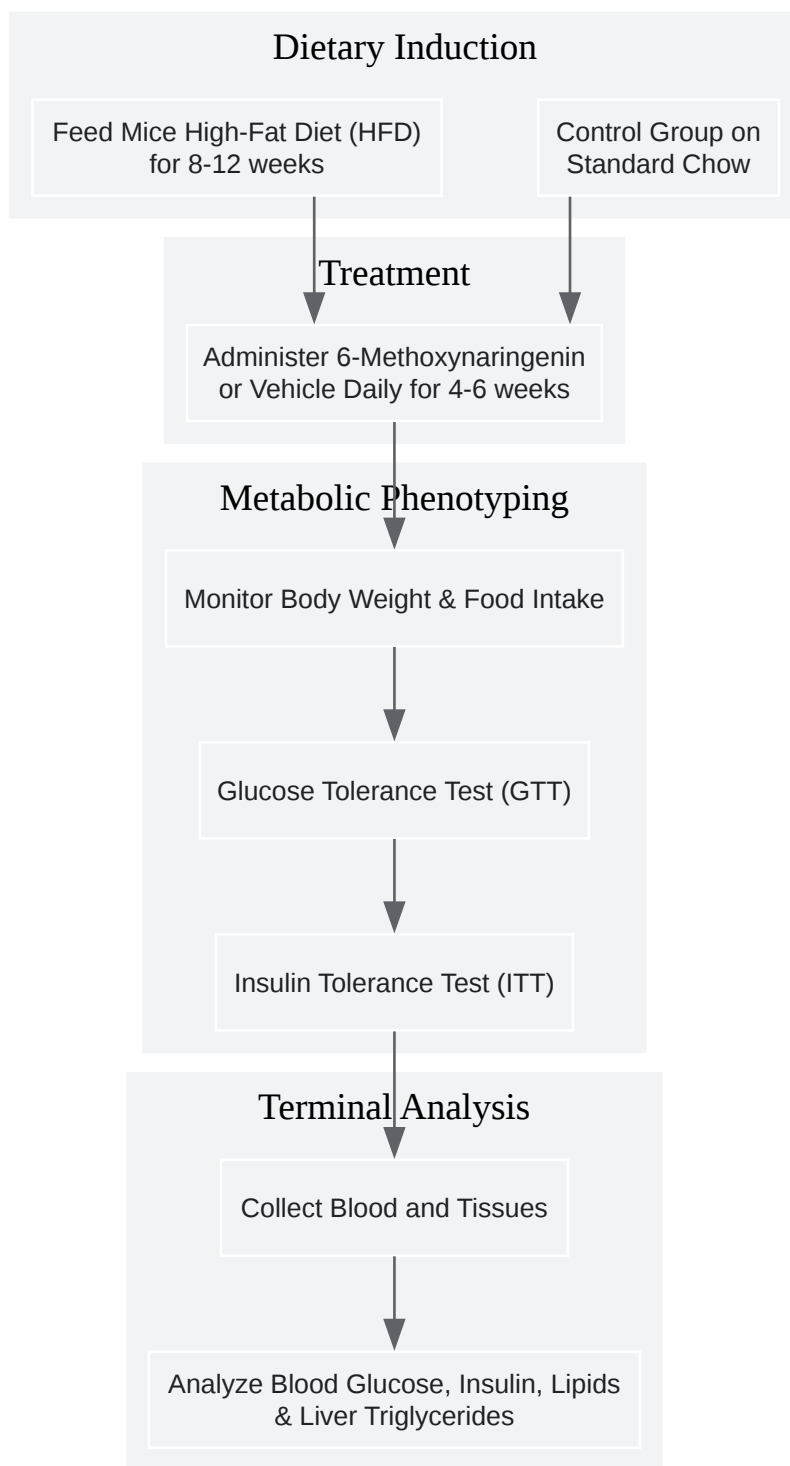 Dietary Induction
Feed Mice High-Fat Diet (HFD)
for 8-12 weeks
Control Group on
Standard Chow
Treatment
Administer 6-Methoxynaringenin
or Vehicle Daily for 4-6 weeks
Metabolic Phenotyping
Monitor Body Weight & Food Intake
Glucose Tolerance Test (GTT)
Insulin Tolerance Test (ITT)
Terminal Analysis
Collect Blood and Tissues
Analyze Blood Glucose, Insulin, Lipids
& Liver Triglycerides